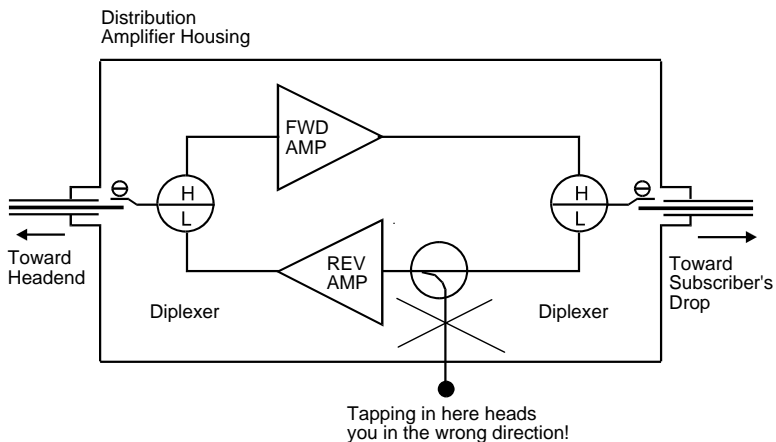 Distribution
Amplifier Housing
FWD
AMP
H
L
H
L
Toward
Headend
REV
AMP
Toward
Subscriber's
Drop
Diplexer
Diplexer
Tapping in here heads
you in the wrong direction!